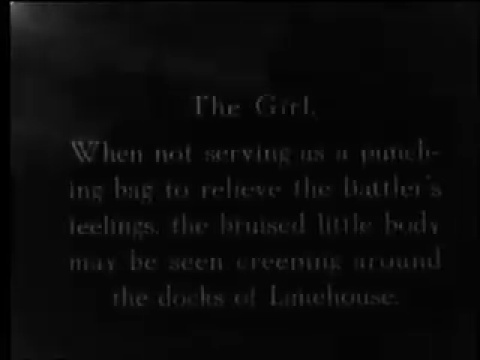 The Girl.
When not serving as a punch-
ing bag to relieve the Battler's
feelings, the bruised little body
may be seen creeping around
the docks of Limehouse.